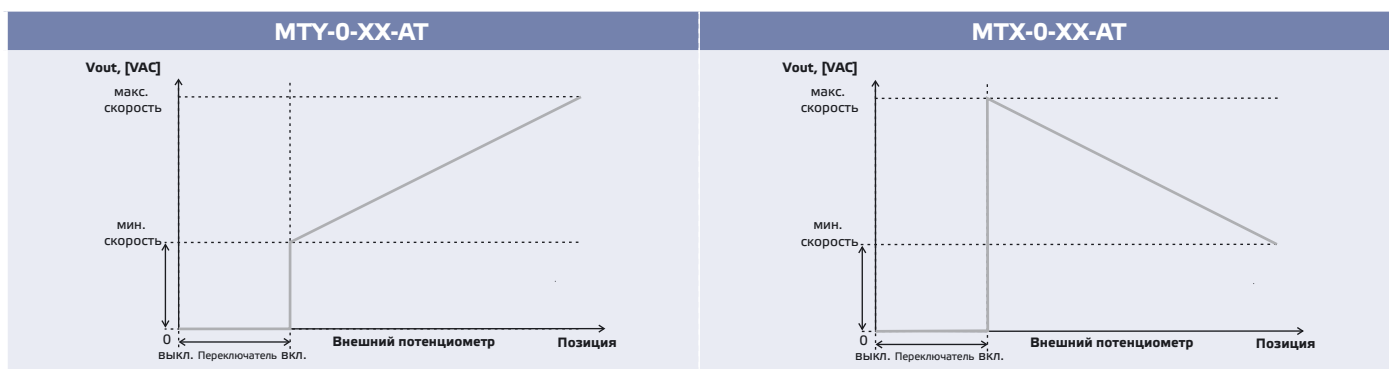 MTY-0-XX-AT
Vout, [VAC]
макс.
скорость
мин.
скорость
0
выкл. Переключатель вкл.
Внешний потенциометр
Позиция
MTX-0-XX-AT
Vout, [VAC]
макс.
скорость
мин.
скорость
0
выкл. Переключатель вкл.
Внешний потенциометр
Позиция